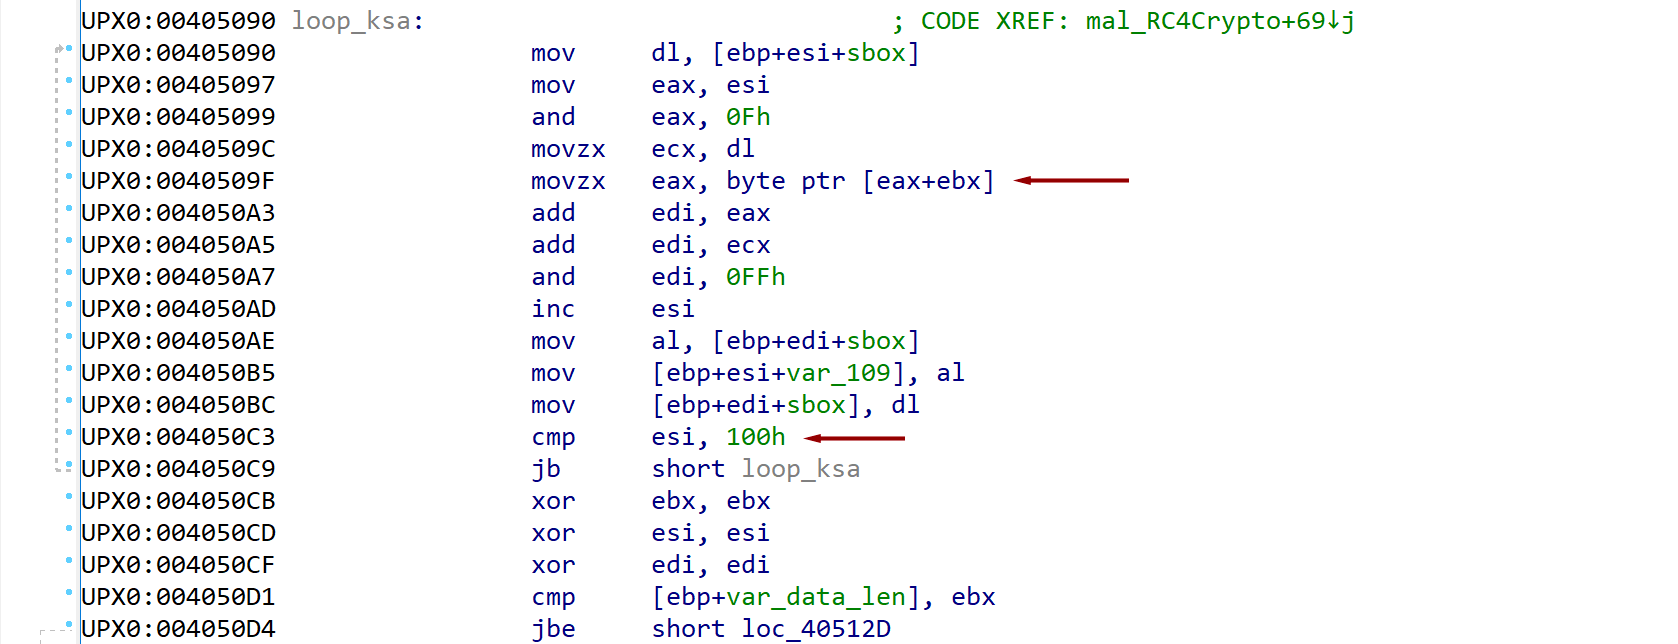 UPX0:00405090 loop_ksa: ; CODE XREF: mal_RC4Crypto+69↓j
UPX0:00405090 mov dl, [ebp+esi+sbox]
UPX0:00405097 mov eax, esi
UPX0:00405099 and eax, 0Fh
UPX0:0040509C movzx ecx, dl
UPX0:0040509F movzx eax, byte ptr [eax+ebx]
UPX0:004050A3 add edi, eax
UPX0:004050A5 add edi, ecx
UPX0:004050A7 and edi, 0FFh
UPX0:004050AD inc esi
UPX0:004050AE mov al, [ebp+edi+sbox]
UPX0:004050B5 mov [ebp+esi+var_109], al
UPX0:004050BC mov [ebp+edi+sbox], dl
UPX0:004050C3 cmp esi, 100h
UPX0:004050C9 jb short loop_ksa
UPX0:004050CB xor ebx, ebx
UPX0:004050CD xor esi, esi
UPX0:004050CF xor edi, edi
UPX0:004050D1 cmp [ebp+var_data_len], ebx
UPX0:004050D4 jbe short loc_40512D